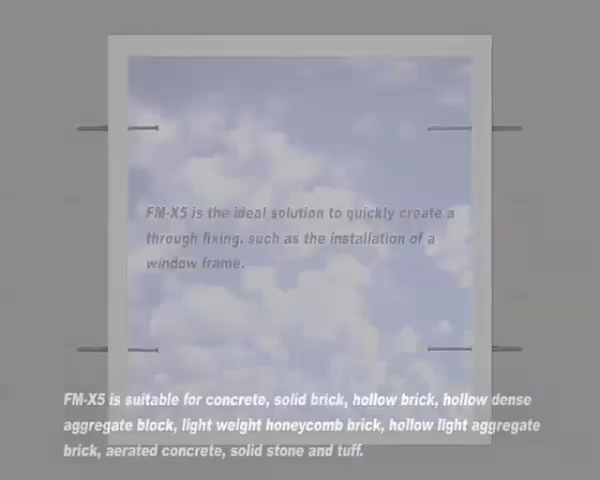 FM-X5 is the ideal solution to quickly create a
through fixing, such as the installation of a
window frame.
FM-X5 is suitable for concrete, solid brick, hollow brick, hollow dense
aggregate block, light weight honeycomb brick, hollow light aggregate
brick, aerated concrete, solid stone and tuff.